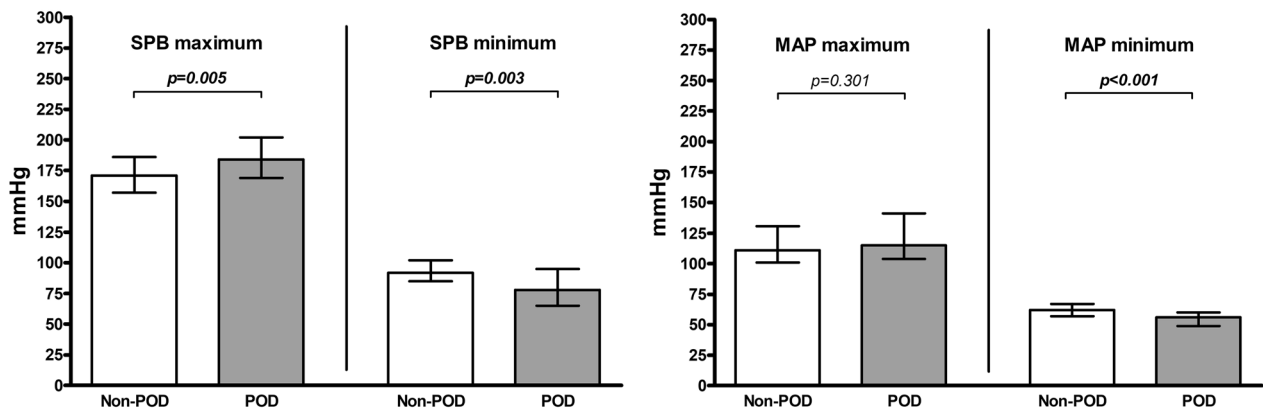 300
275
250
225
200
175
150
125
100
75
50
25
0
mmHg
SPB maximum
p=0.005
SPB minimum
p=0.003
Non-POD
POD
Non-POD
POD
300
275
250
225
200
175
150
125
100
75
50
25
0
mmHg
MAP maximum
p=0.301
MAP minimum
p<0.001
Non-POD
POD
Non-POD
POD